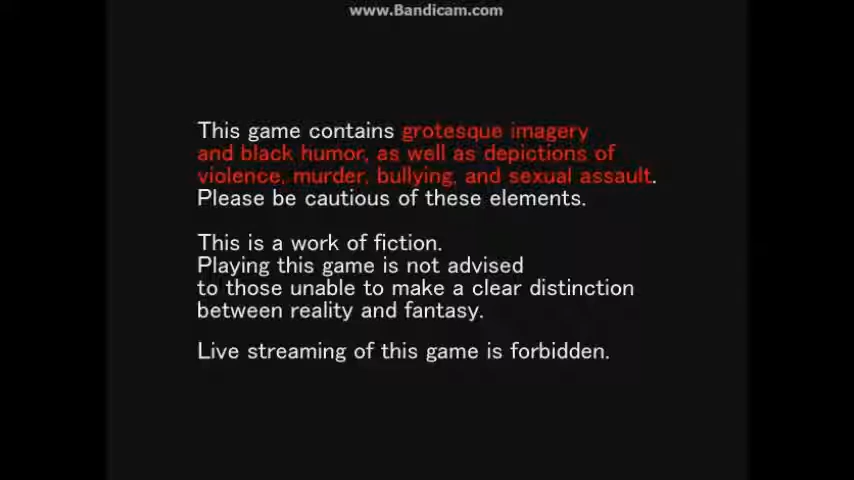 www.Bandicam.com
This game contains grotesque imagery
and black humor, as well as depictions of
violence, murder, bullying, and sexual assault.
Please be cautious of these elements.
This is a work of fiction.
Playing this game is not advised
to those unable to make a clear distinction
between reality and fantasy.
Live streaming of this game is forbidden.